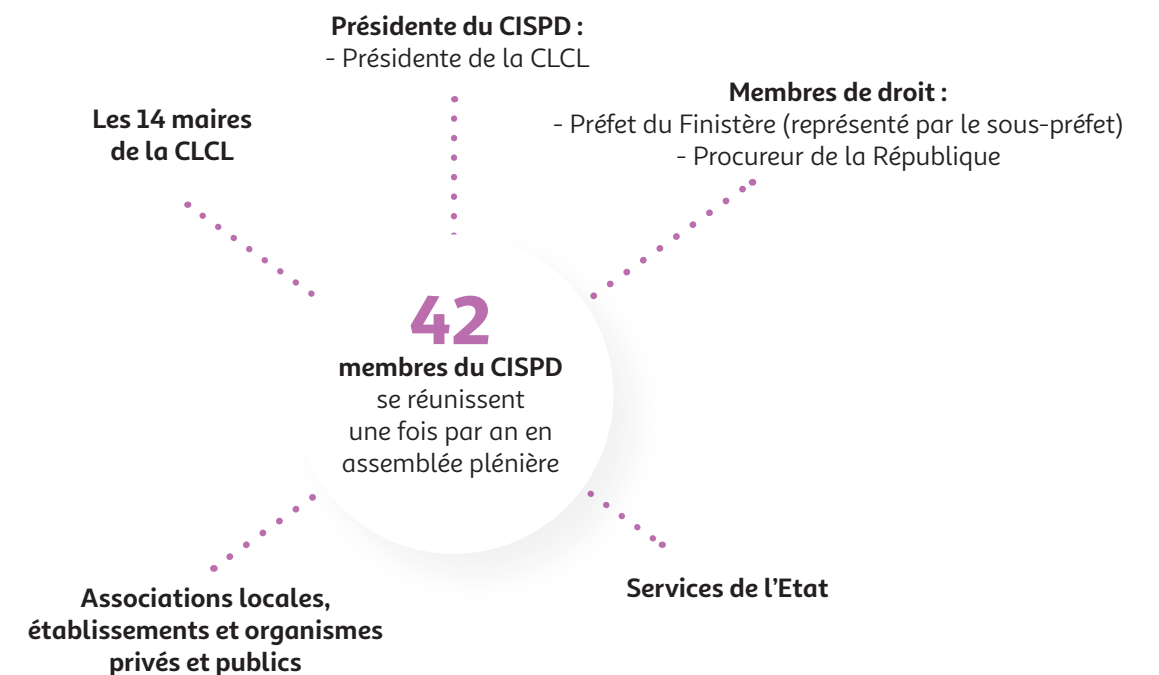 Présidente du CISPD :
- Présidente de la CLCL
Les 14 maires
de la CLCL
Membres de droit :
- Préfet du Finistère (représenté par le sous-préfet)
- Procureur de la République
42
membres du CISPD
se réunissent
une fois par an en
assemblée plénière
Associations locales,
établissements et organismes
privés et publics
Services de l'Etat